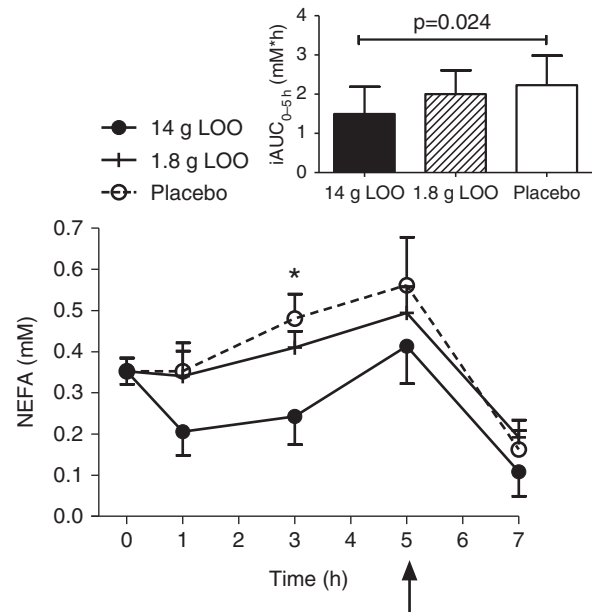 p=0.024
iAUC0–5 h (mM*h)
4
3
2
1
0
14 g LOO 1.8 g LOO Placebo
14 g LOO
1.8 g LOO
Placebo
NEFA (mM)
0.7
0.6
0.5
0.4
0.3
0.2
0.1
0.0
*
0 1 2 3 4 5 6 7
Time (h)